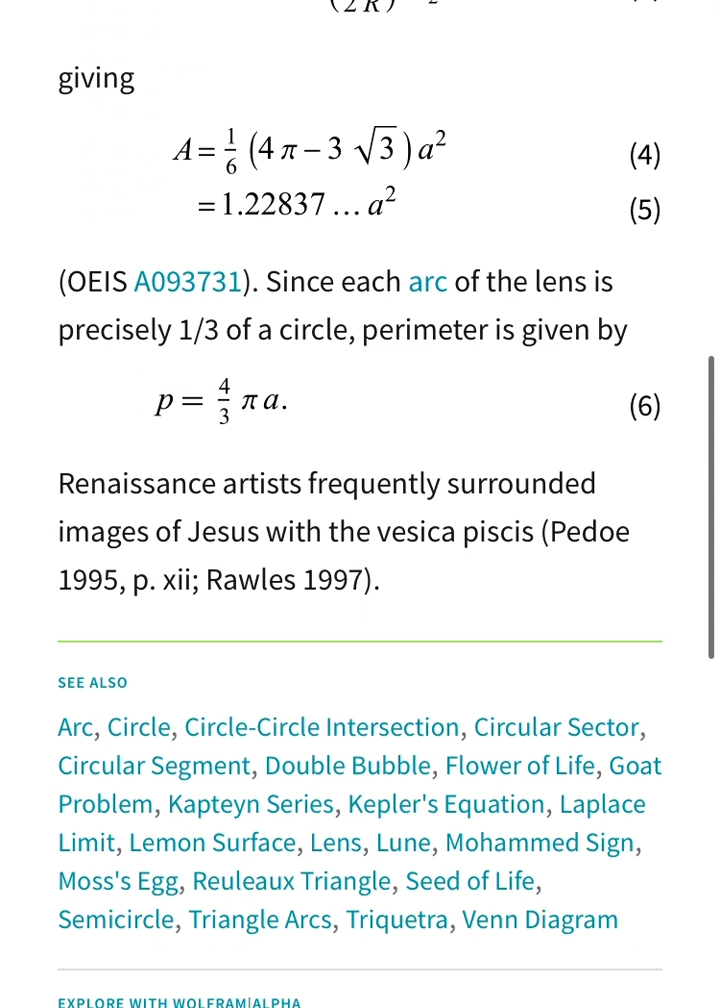 (2 R) 2
giving
A = 1/6 (4 π − 3 √3) a² (4)
= 1.22837 ... a² (5)
(OEIS A093731). Since each arc of the lens is
precisely 1/3 of a circle, perimeter is given by
p = 4/3 π a. (6)
Renaissance artists frequently surrounded
images of Jesus with the vesica piscis (Pedoe
1995, p. xii; Rawles 1997).
SEE ALSO
Arc, Circle, Circle-Circle Intersection, Circular Sector,
Circular Segment, Double Bubble, Flower of Life, Goat
Problem, Kapteyn Series, Kepler's Equation, Laplace
Limit, Lemon Surface, Lens, Lune, Mohammed Sign,
Moss's Egg, Reuleaux Triangle, Seed of Life,
Semicircle, Triangle Arcs, Triquetra, Venn Diagram
EXPLORE WITH WOLFRAM|ALPHA